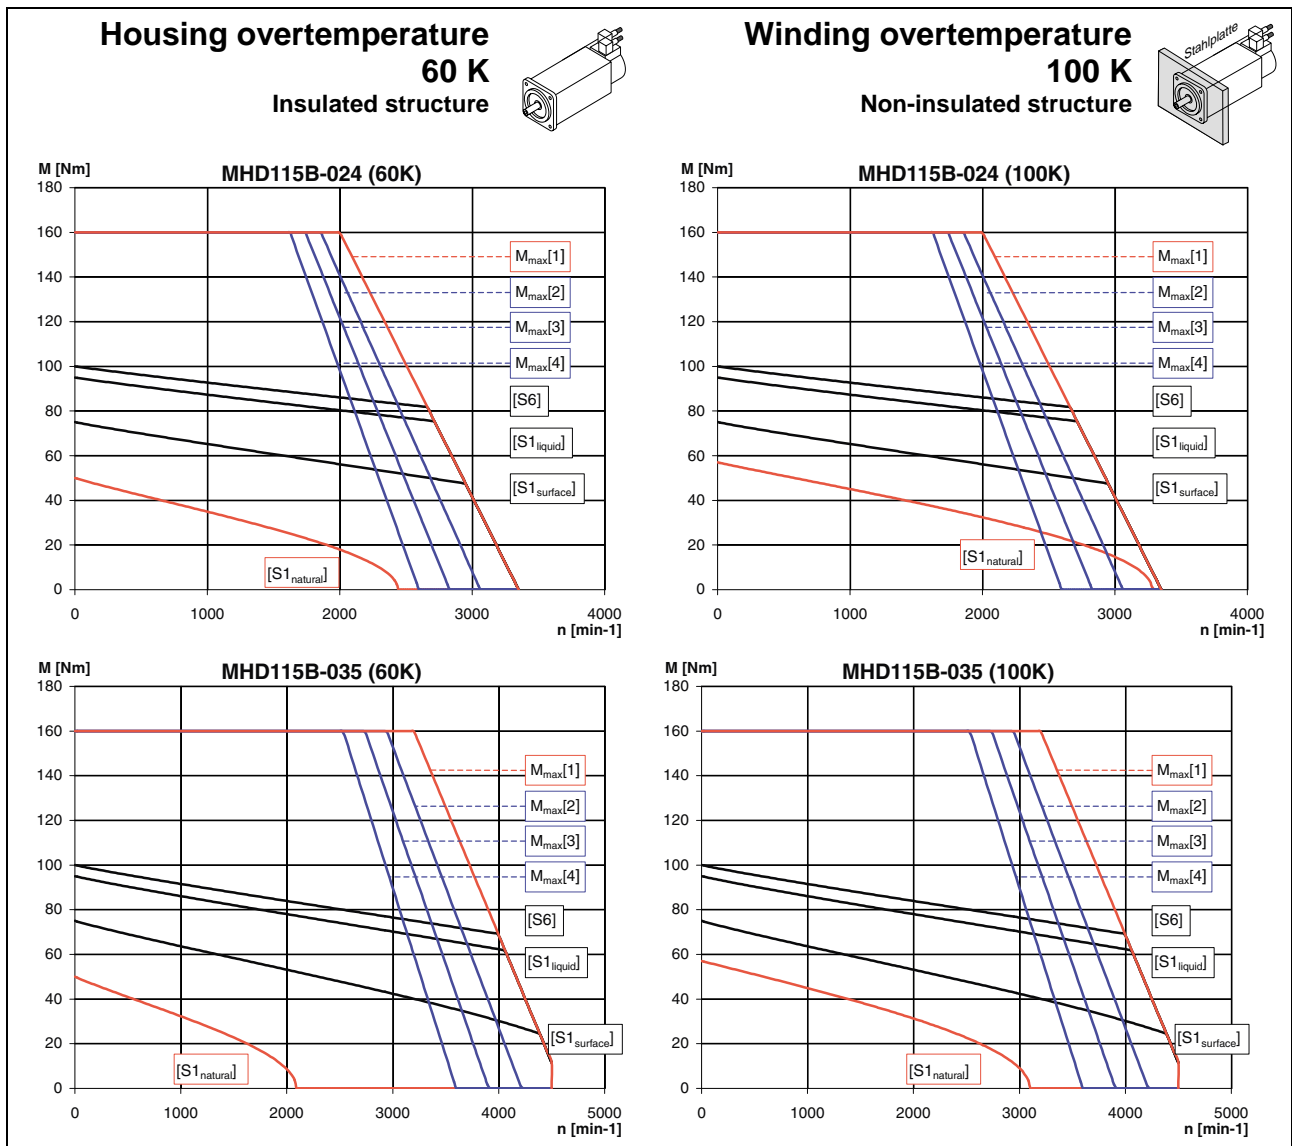 Housing overtemperature
60 K
Insulated structure
Winding overtemperature
100 K
Non-insulated structure
Stahlplatte
M [Nm]
MHD115B-024 (60K)
180
160
140
120
100
80
60
40
20
0
Mmax[1]
Mmax[2]
Mmax[3]
Mmax[4]
[S6]
[S1liquid]
[S1surface]
[S1natural]
0 1000 2000 3000 4000
n [min-1]
M [Nm]
MHD115B-024 (100K)
180
160
140
120
100
80
60
40
20
0
Mmax[1]
Mmax[2]
Mmax[3]
Mmax[4]
[S6]
[S1liquid]
[S1surface]
[S1natural]
0 1000 2000 3000 4000
n [min-1]
M [Nm]
MHD115B-035 (60K)
180
160
140
120
100
80
60
40
20
0
Mmax[1]
Mmax[2]
Mmax[3]
Mmax[4]
[S6]
[S1liquid]
[S1surface]
[S1natural]
0 1000 2000 3000 4000 5000
n [min-1]
M [Nm]
MHD115B-035 (100K)
180
160
140
120
100
80
60
40
20
0
Mmax[1]
Mmax[2]
Mmax[3]
Mmax[4]
[S6]
[S1liquid]
[S1surface]
[S1natural]
0 1000 2000 3000 4000 5000
n [min-1]